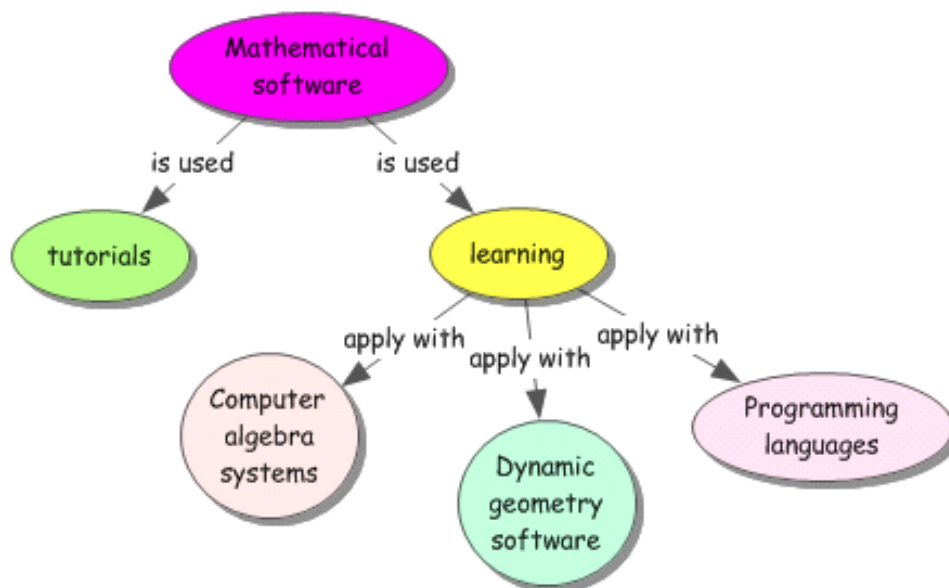 Mathematical
software
is used
is used
tutorials
learning
apply with
apply with
apply with
Computer
algebra
systems
Dynamic
geometry
software
Programming
languages